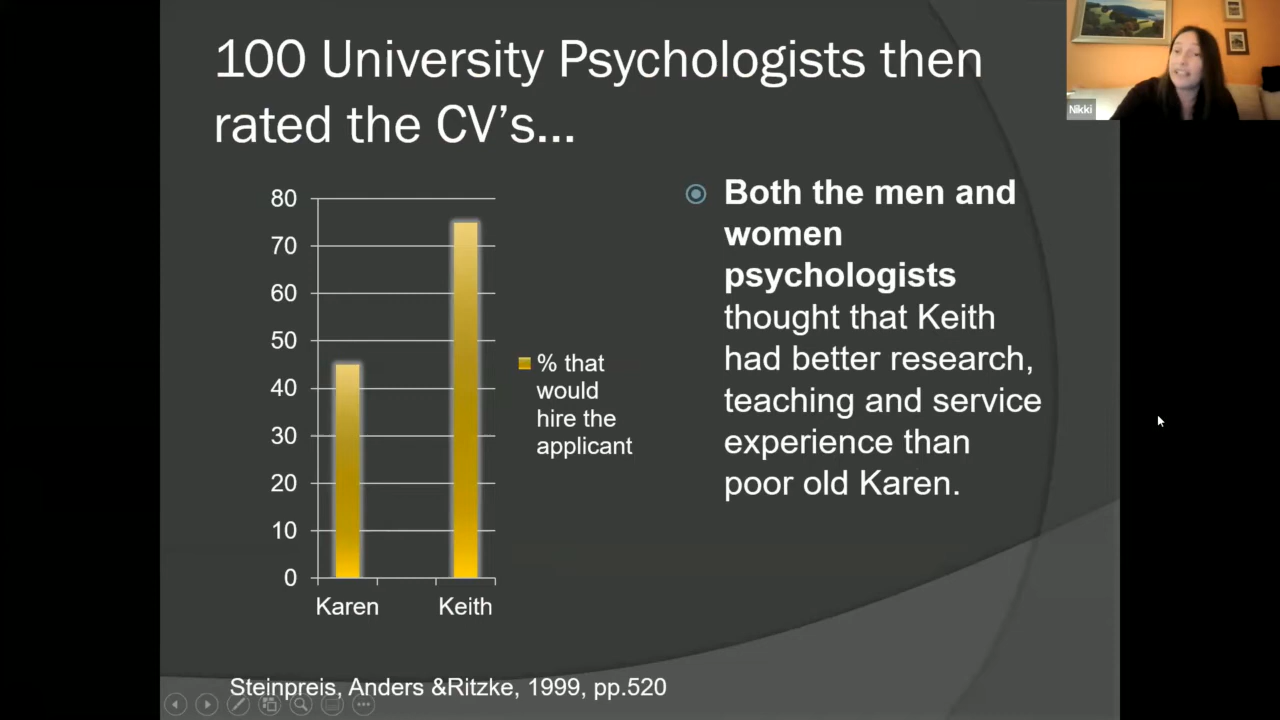 100 University Psychologists then
rated the CV's...
Nikki
80
70
60
50
40
30
20
10
0
Karen
Keith
% that
would
hire the
applicant
Both the men and
women
psychologists
thought that Keith
had better research,
teaching and service
experience than
poor old Karen.
Steinpreis, Anders &Ritzke, 1999, pp.520